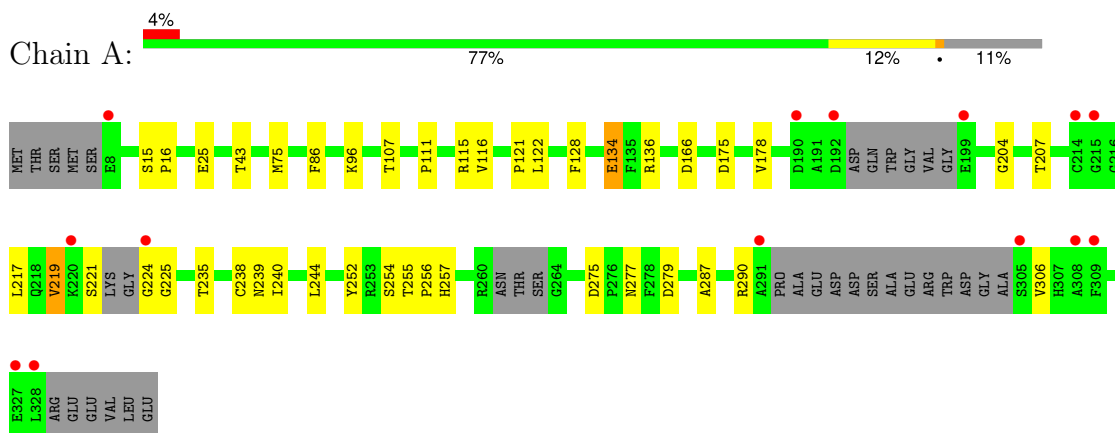 4%
Chain A:
77% 12% • 11%
MET THR SER MET SER E8 S15 P16 E25 T43 M75 F86 K96 T107 P111 R115 V116 P121 L122 F128 E134 F135 R136 D166 D175 V178 D190 A191 D192 ASP GLN TRP GLY VAL GLY E199 G204 T207 C214 G215 G216
L217 Q218 V219 K220 S221 LYS GLY G224 G225 T235 C238 N239 I240 L244 Y252 R253 S254 T255 P256 H257 R260 ASN THR SER G264 D275 P276 N277 F278 D279 A287 R290 A291 PRO ALA GLU ASP ASP SER ALA GLU ARG TRP ASP GLY ALA S305 V306 H307 A308 F309
E327 L328 ARG GLU GLU VAL LEU GLU